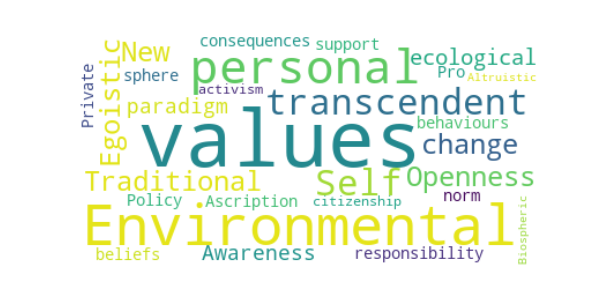 consequences support
New personal ecological
Private Egoistic sphere Pro Altruistic
activism
paradigm transcendent
values behaviours
change
Traditional Self Openness
Policy Ascription citizenship norm Biospheric
Environmental
beliefs Awareness responsibility